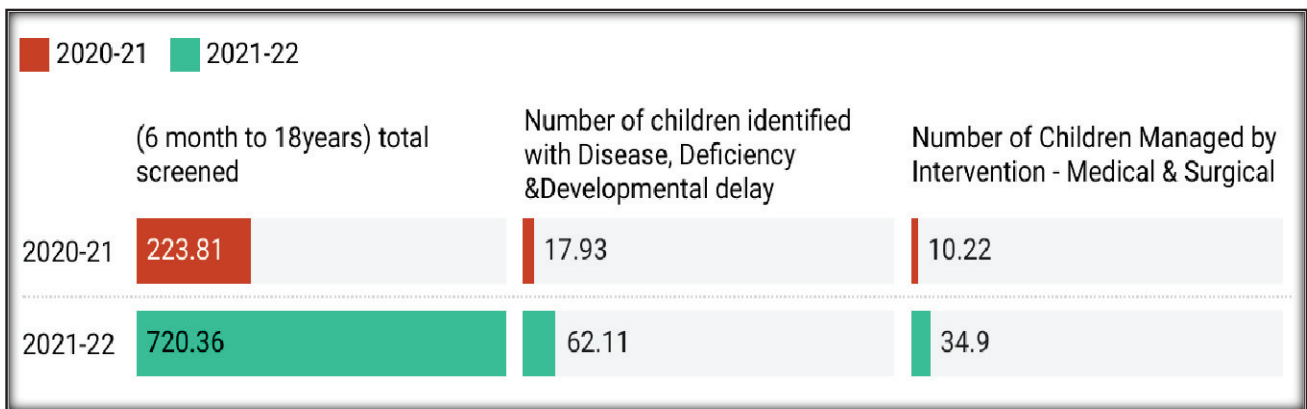 2020-21 2021-22
(6 month to 18years) total
screened
Number of children identified
with Disease, Deficiency
&Developmental delay
Number of Children Managed by
Intervention - Medical & Surgical
2020-21 223.81 17.93 10.22
2021-22 720.36 62.11 34.9